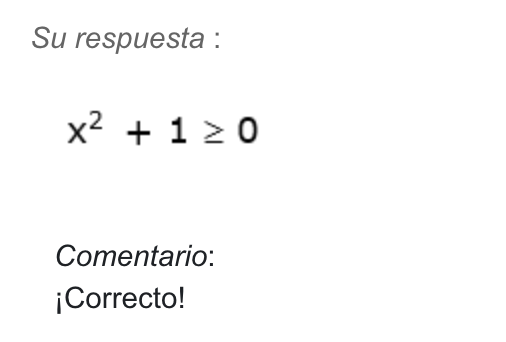 Su respuesta :
x² + 1 ≥ 0
Comentario:
¡Correcto!